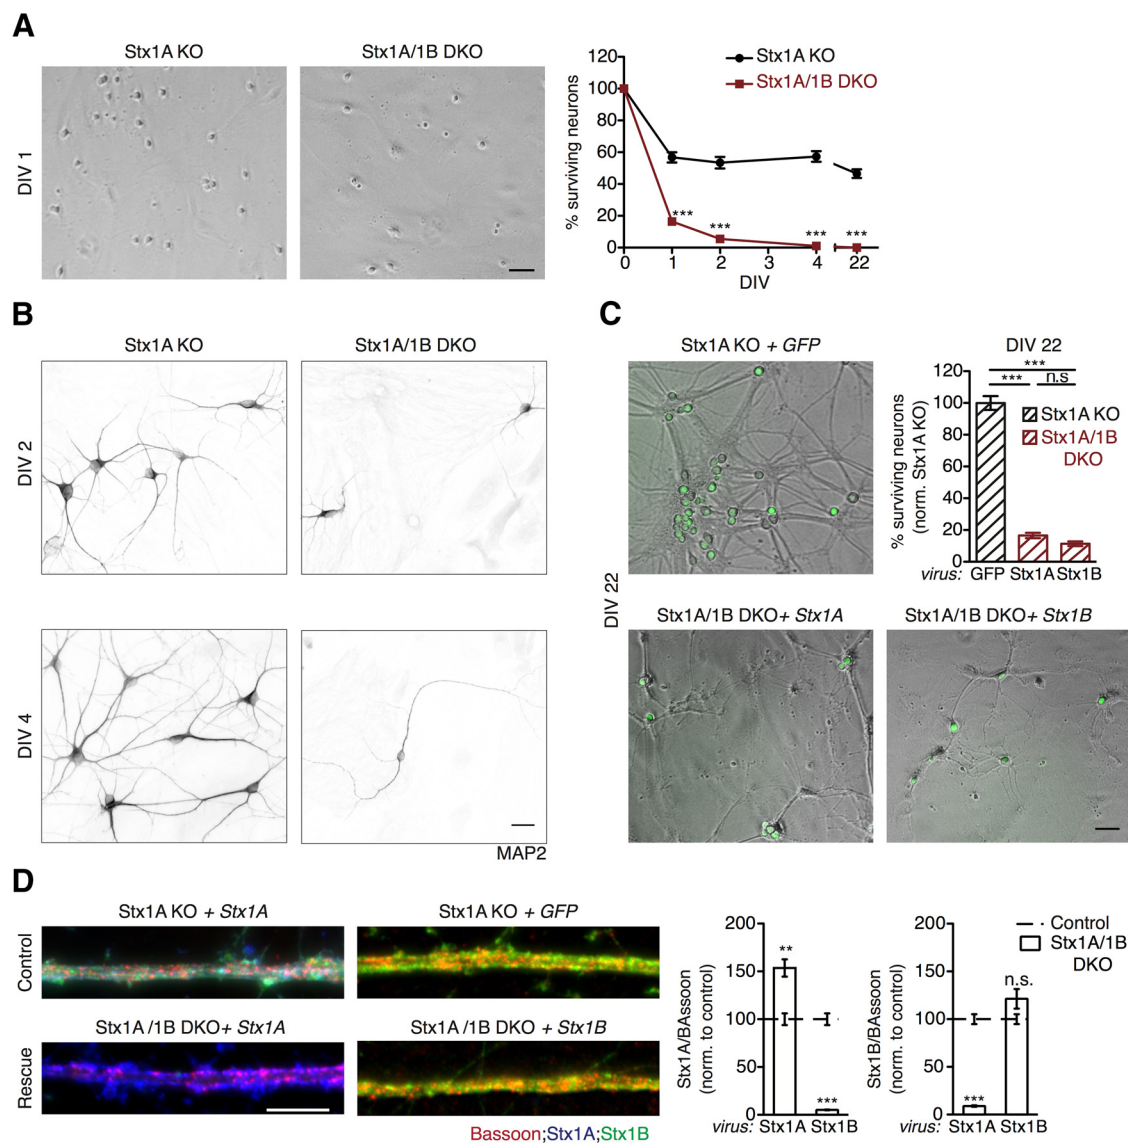 A
Stx1A KO
Stx1A/1B DKO
DIV 1
% surviving neurons
120
100
80
60
40
20
0
Stx1A KO
Stx1A/1B DKO
***
***
***
***
0
1
2
3
4
22
DIV
B
Stx1A KO
Stx1A/1B DKO
DIV 2
DIV 4
MAP2
C
Stx1A KO + GFP
DIV 22
DIV 22
% surviving neurons
(norm. Stx1A KO)
120
100
80
60
40
20
0
***
***
n.s
Stx1A KO
Stx1A/1B
DKO
virus: GFP Stx1A Stx1B
Stx1A/1B DKO+ Stx1A
Stx1A/1B DKO+ Stx1B
D
Stx1A KO + Stx1A
Stx1A KO + GFP
Control
Stx1A /1B DKO+ Stx1A
Stx1A /1B DKO + Stx1B
Rescue
Bassoon;Stx1A;Stx1B
Stx1A/BAssoon
(norm. to control)
200
150
100
50
0
**
***
virus: Stx1A Stx1B
Stx1B/BAssoon
(norm. to control)
200
150
100
50
0
***
n.s.
Control
Stx1A/1B
DKO
virus: Stx1A Stx1B